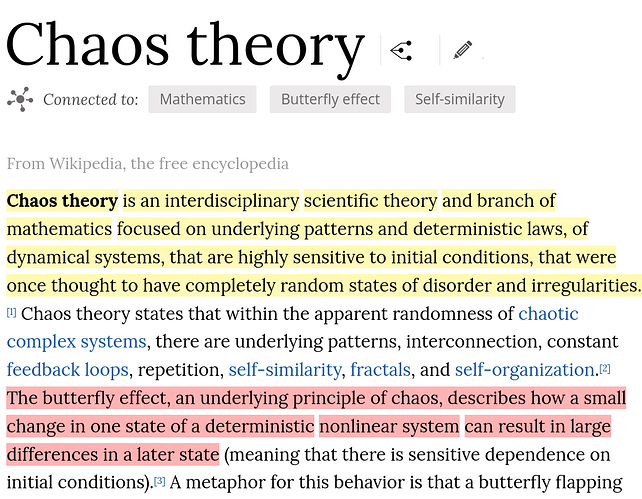 Chaos theory
Connected to: Mathematics Butterfly effect Self-similarity
From Wikipedia, the free encyclopedia
Chaos theory is an interdisciplinary scientific theory and branch of
mathematics focused on underlying patterns and deterministic laws, of
dynamical systems, that are highly sensitive to initial conditions, that were
once thought to have completely random states of disorder and irregularities.
[1] Chaos theory states that within the apparent randomness of chaotic
complex systems, there are underlying patterns, interconnection, constant
feedback loops, repetition, self-similarity, fractals, and self-organization.[2]
The butterfly effect, an underlying principle of chaos, describes how a small
change in one state of a deterministic nonlinear system can result in large
differences in a later state (meaning that there is sensitive dependence on
initial conditions).[3] A metaphor for this behavior is that a butterfly flapping